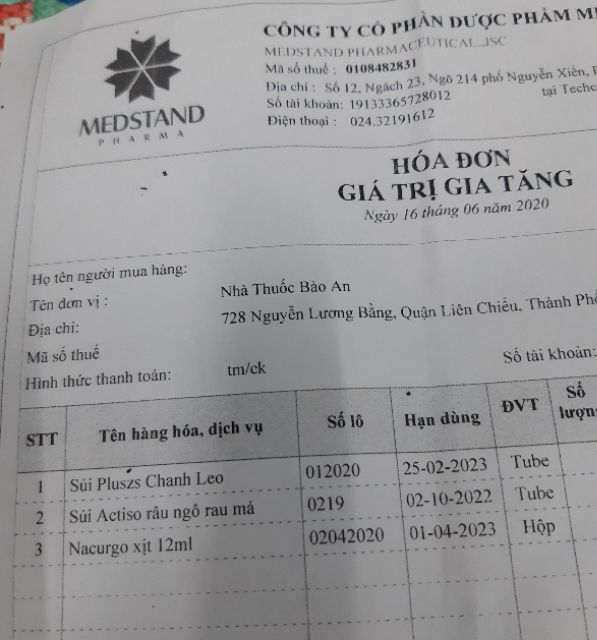 MEDSTAND
PHARMA
CÔNG TY CỔ PHẦN DƯỢC PHẨM
MEDSTAND PHARMACEUTICAL.,JSC
Mã số thuế : 0108482831
Địa chỉ : Số 12, Ngách 23, Ngõ 214 phố Nguyễn Xiển,
Số tài khoản: 19133365728012 tại
Điện thoại : 024.32191612
HÓA ĐƠN
GIÁ TRỊ GIA TĂNG
Ngày 16 tháng 06 năm 2020
Họ tên người mua hàng:
Tên đơn vị : Nhà Thuốc Bảo An
Địa chỉ: 728 Nguyễn Lương Bằng, Quận Liên Chiểu, Thành
Mã số thuế
Hình thức thanh toán: tm/ck Số tài khoản:
STT Tên hàng hóa, dịch vụ Số lô Hạn dùng ĐVT Số
1 Sủi Pluszs Chanh Leo 012020 25-02-2023 Tube
2 Sủi Actiso râu ngô rau má 0219 02-10-2022 Tube
3 Nacurgo xịt 12ml 02042020 01-04-2023 Hộp